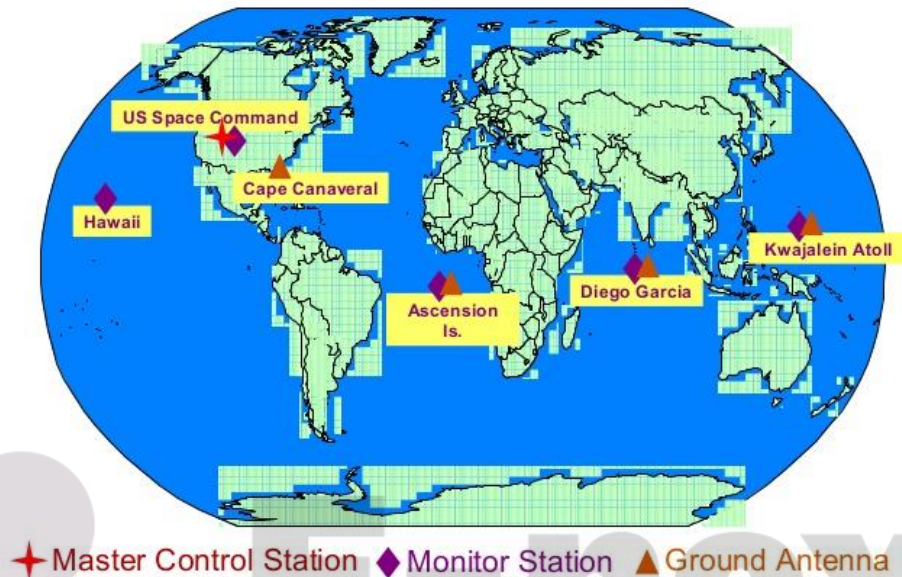 US Space Command
Cape Canaveral
Hawaii
Kwajalein Atoll
Diego Garcia
Ascension
Is.
Master Control Station Monitor Station Ground Antenna